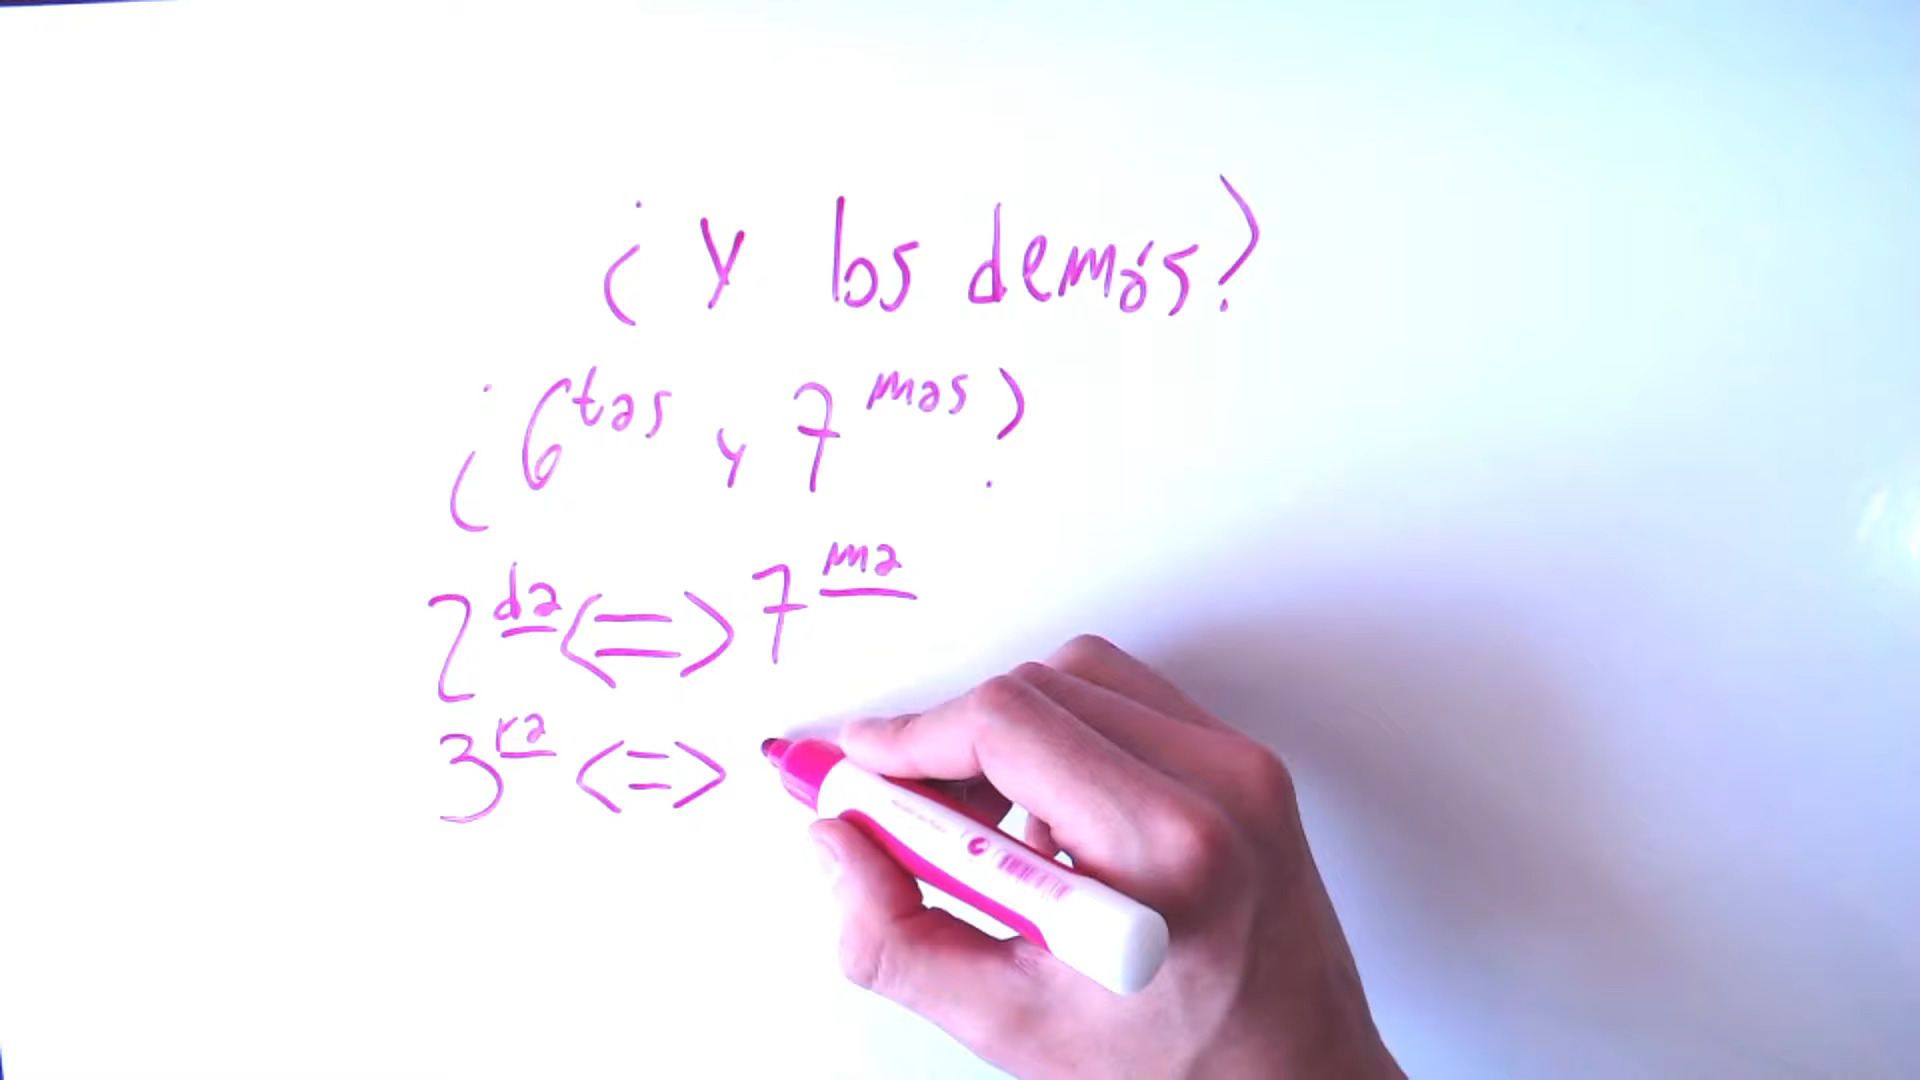 ¿Y los demás?
¿6tas y 7mas?
2da <=> 7ma
3ra <=>